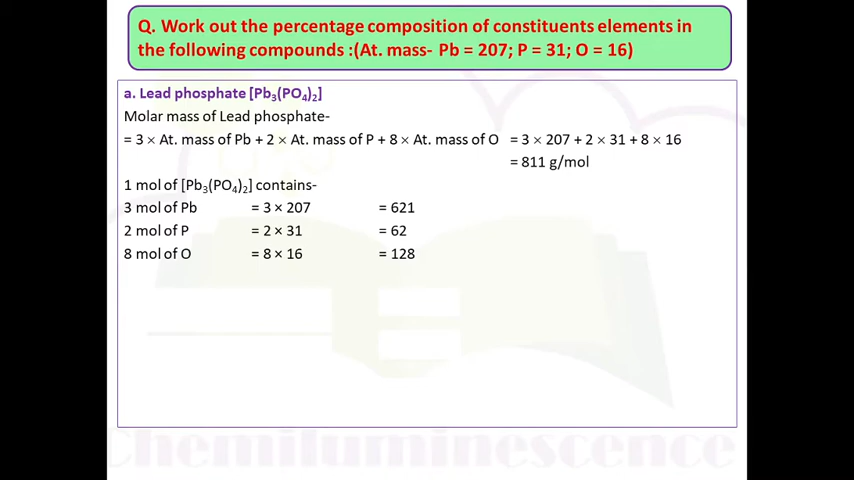 Q. Work out the percentage composition of constituents elements in
the following compounds :(At. mass- Pb = 207; P = 31; O = 16)
a. Lead phosphate [Pb₃(PO₄)₂]
Molar mass of Lead phosphate-
= 3 × At. mass of Pb + 2 × At. mass of P + 8 × At. mass of O = 3 × 207 + 2 × 31 + 8 × 16
= 811 g/mol
1 mol of [Pb₃(PO₄)₂] contains-
3 mol of Pb = 3 × 207 = 621
2 mol of P = 2 × 31 = 62
8 mol of O = 8 × 16 = 128
Chemiluminescence